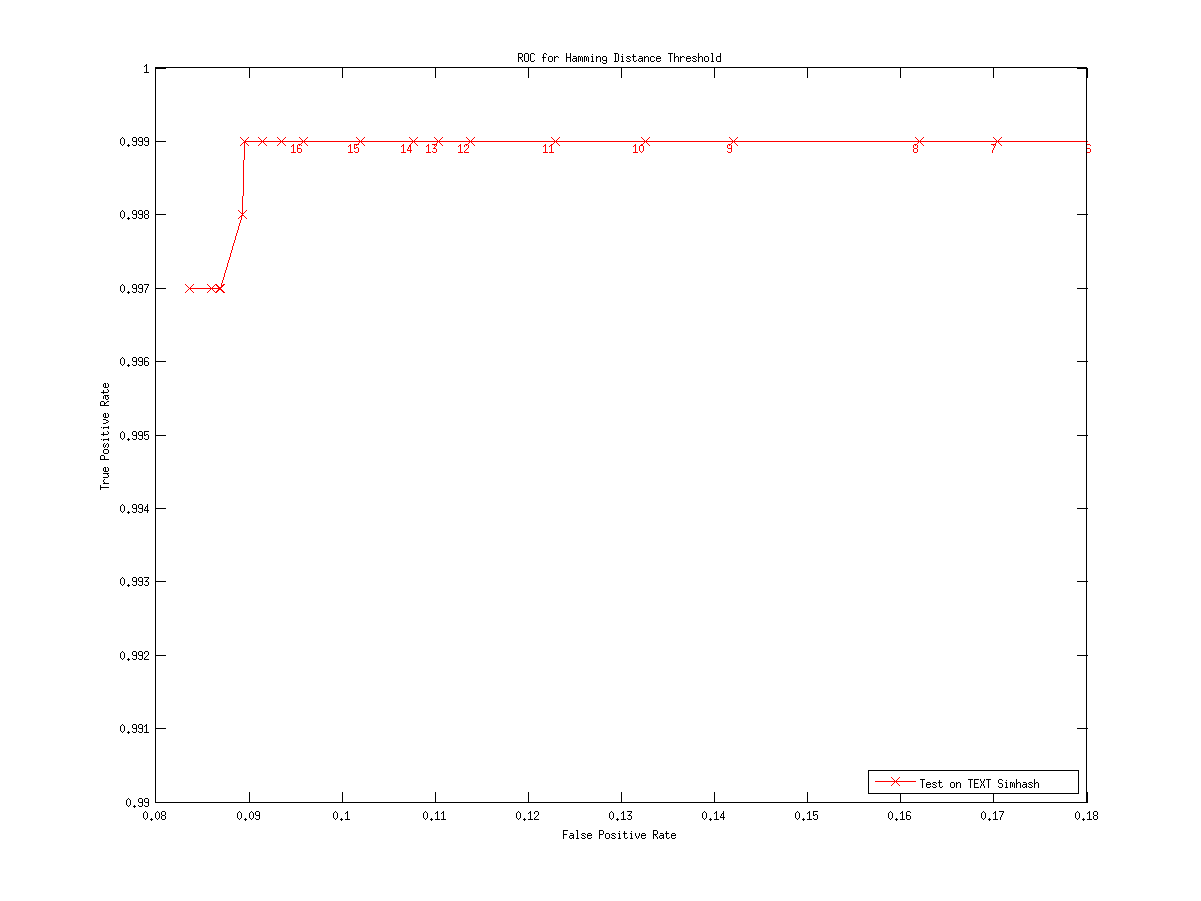 ROC for Hamming Distance Threshold
1
0.999
16 15 14 13 12 11 10 9 8 7 6
0.998
0.997
0.996
0.995
True Positive Rate
0.994
0.993
0.992
0.991
Test on TEXT Simhash
0.99
0.08 0.09 0.1 0.11 0.12 0.13 0.14 0.15 0.16 0.17 0.18
False Positive Rate